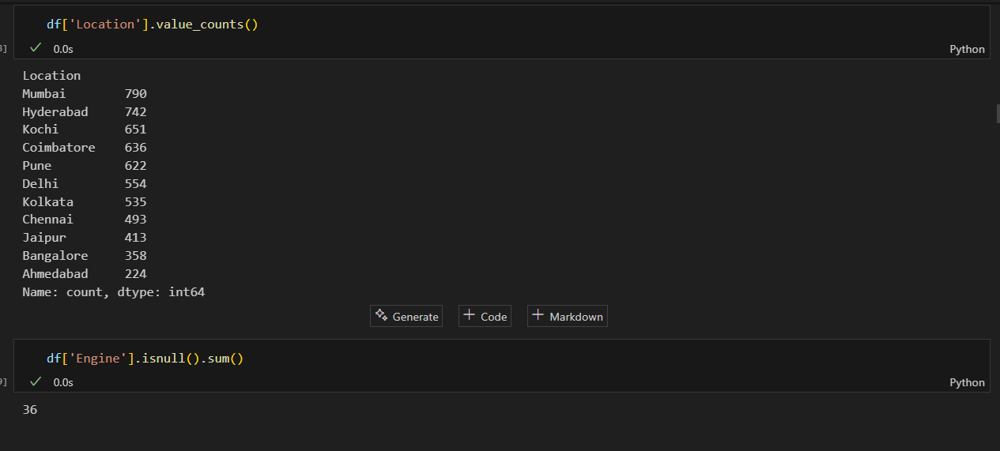 df['Location'].value_counts()
3]
0.0s
Python
Location
Mumbai 790
Hyderabad 742
Kochi 651
Coimbatore 636
Pune 622
Delhi 554
Kolkata 535
Chennai 493
Jaipur 413
Bangalore 358
Ahmedabad 224
Name: count, dtype: int64
Generate
Code
Markdown
df['Engine'].isnull().sum()
9]
0.0s
Python
36